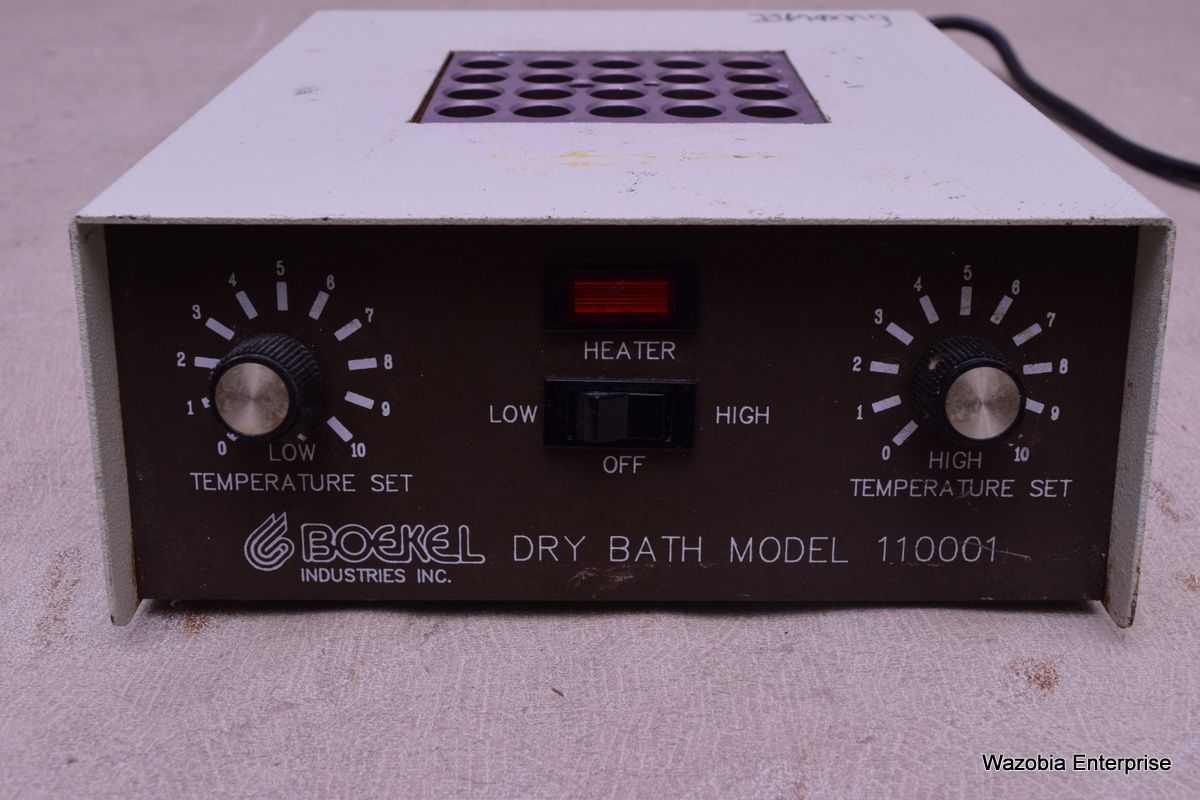 5
4 6
3 7
2 8
1 9
0 10
LOW
TEMPERATURE SET
HEATER
LOW HIGH
OFF
5
4 6
3 7
2 8
1 9
0 10
HIGH
TEMPERATURE SET
BOEKEL
INDUSTRIES INC.
DRY BATH MODEL 110001
Wazobia Enterprise